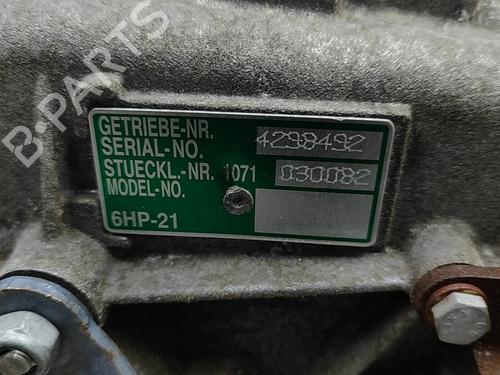 GETRIEBE-NR.
SERIAL-NO. 4298492
STUECKL.-NR. 1071 030082
MODEL-NO.
6HP-21
B-PARTS